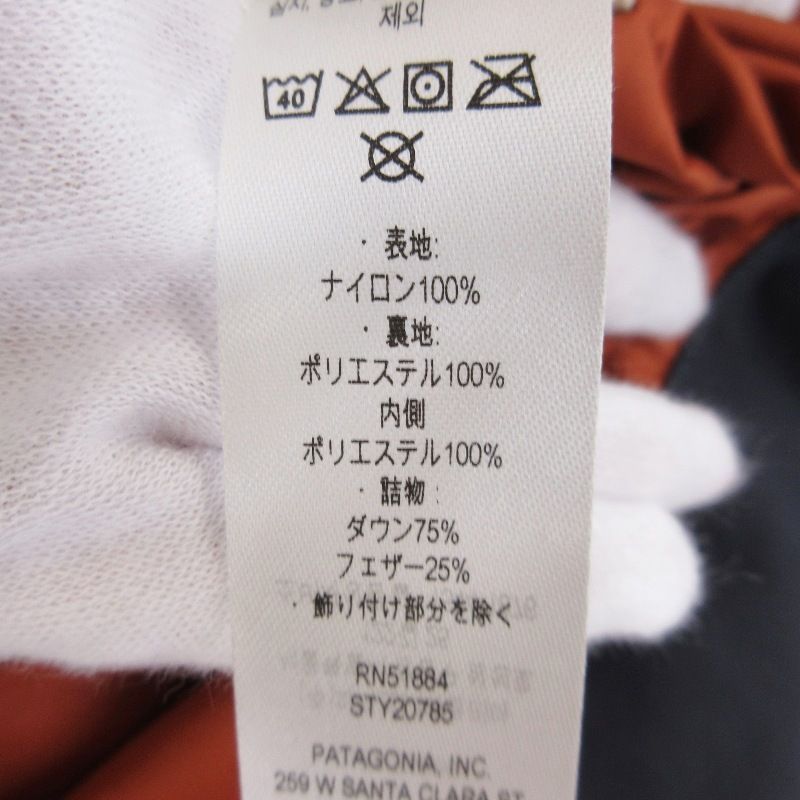 제외
40
· 表地:
ナイロン100%
· 裏地:
ポリエステル100%
内側
ポリエステル100%
· 詰物 :
ダウン75%
フェザー25%
· 飾り付け部分を除く
RN51884
STY20785
PATAGONIA, INC.
259 W SANTA CLARA ST